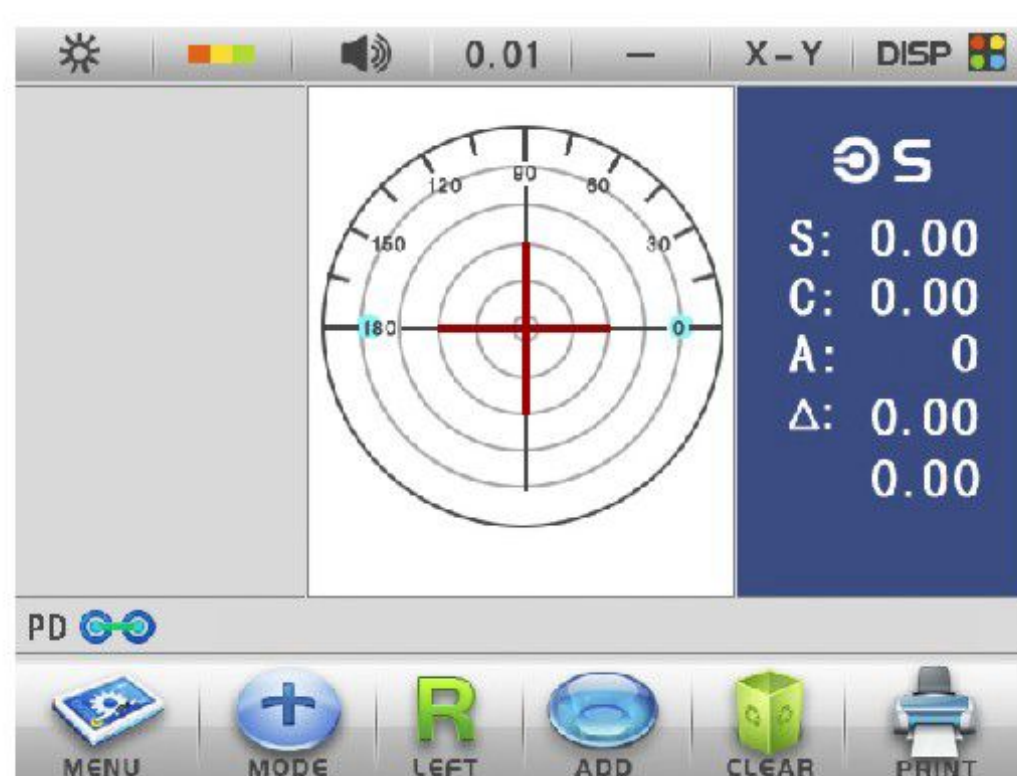 0.01 — X-Y DISP
90
120 60
150 30
180 0
S
S: 0.00
C: 0.00
A: 0
Δ: 0.00
0.00
PD
R
MENU MODE LEFT ADD CLEAR PRINT